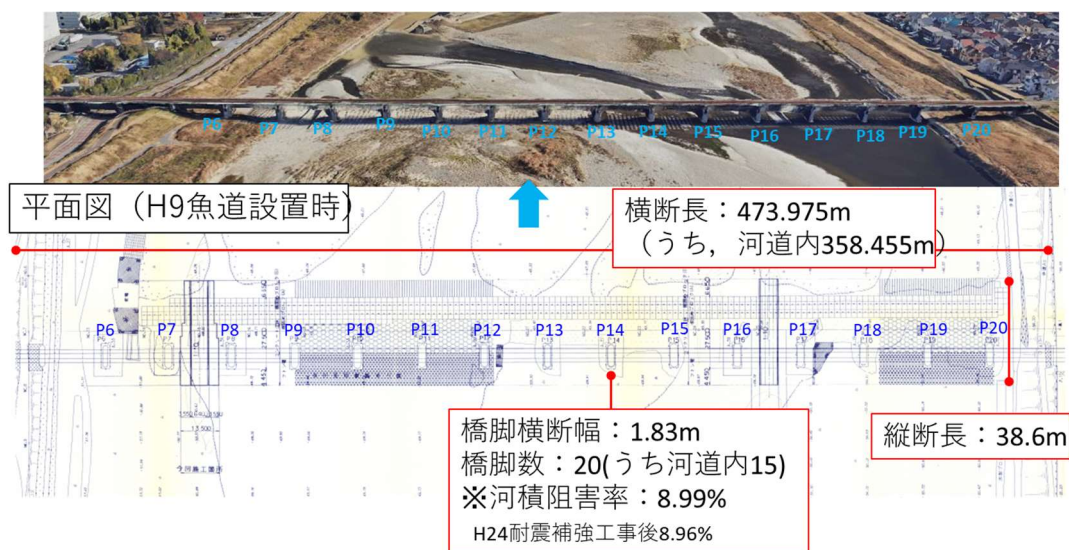 P6 P7 P8 P9 P10 P11 P12 P13 P14 P15 P16 P17 P18 P19 P20
平面図（H9魚道設置時）
横断長：473.975m
（うち，河道内358.455m）
P6 P7 P8 P9 P10 P11 P12 P13 P14 P15 P16 P17 P18 P19 P20
橋脚横断幅：1.83m
橋脚数：20(うち河道内15)
※河積阻害率：8.99%
H24耐震補強工事後8.96%
縦断長：38.6m